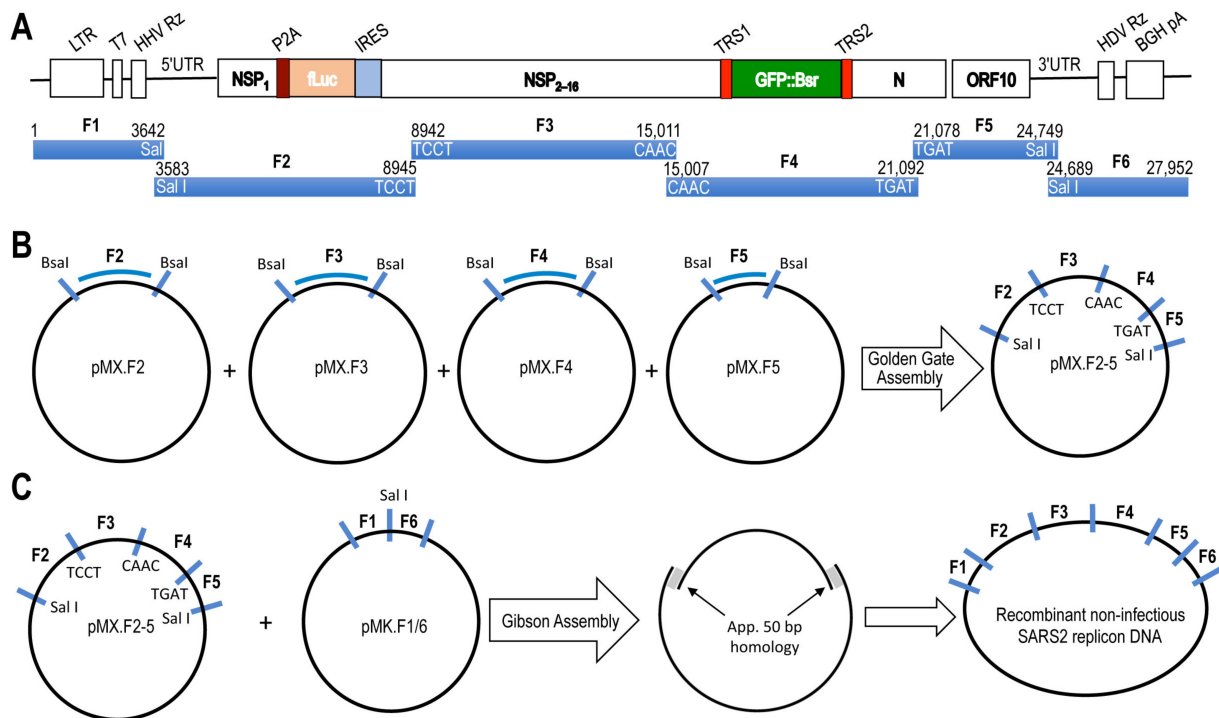 A
LTR T7 HHV Rz P2A IRES TRS1 TRS2 HDV Rz BGH pA
5'UTR 3'UTR
NSP1 fLuc NSP2–16 GFP::Bsr N ORF10
1 F1 3642 8942 F3 15,011 21,078 F5 24,749
Sal TCCT CAAC TGAT Sal I
3583 F2 8945 15,007 F4 21,092 24,689 F6 27,952
Sal I TCCT CAAC TGAT Sal I
B
BsaI F2 BsaI BsaI F3 BsaI BsaI F4 BsaI BsaI F5 BsaI
pMX.F2 + pMX.F3 + pMX.F4 + pMX.F5
Golden Gate
Assembly
F2 F3 F4 F5
TCCT CAAC TGAT
Sal I Sal I
pMX.F2-5
C
F2 F3 F4 F5
TCCT CAAC TGAT
Sal I Sal I
pMX.F2-5
+
Sal I
F1 F6
pMK.F1/6
Gibson Assembly
App. 50 bp
homology
F1 F2 F3 F4 F5 F6
Recombinant non-infectious
SARS2 replicon DNA